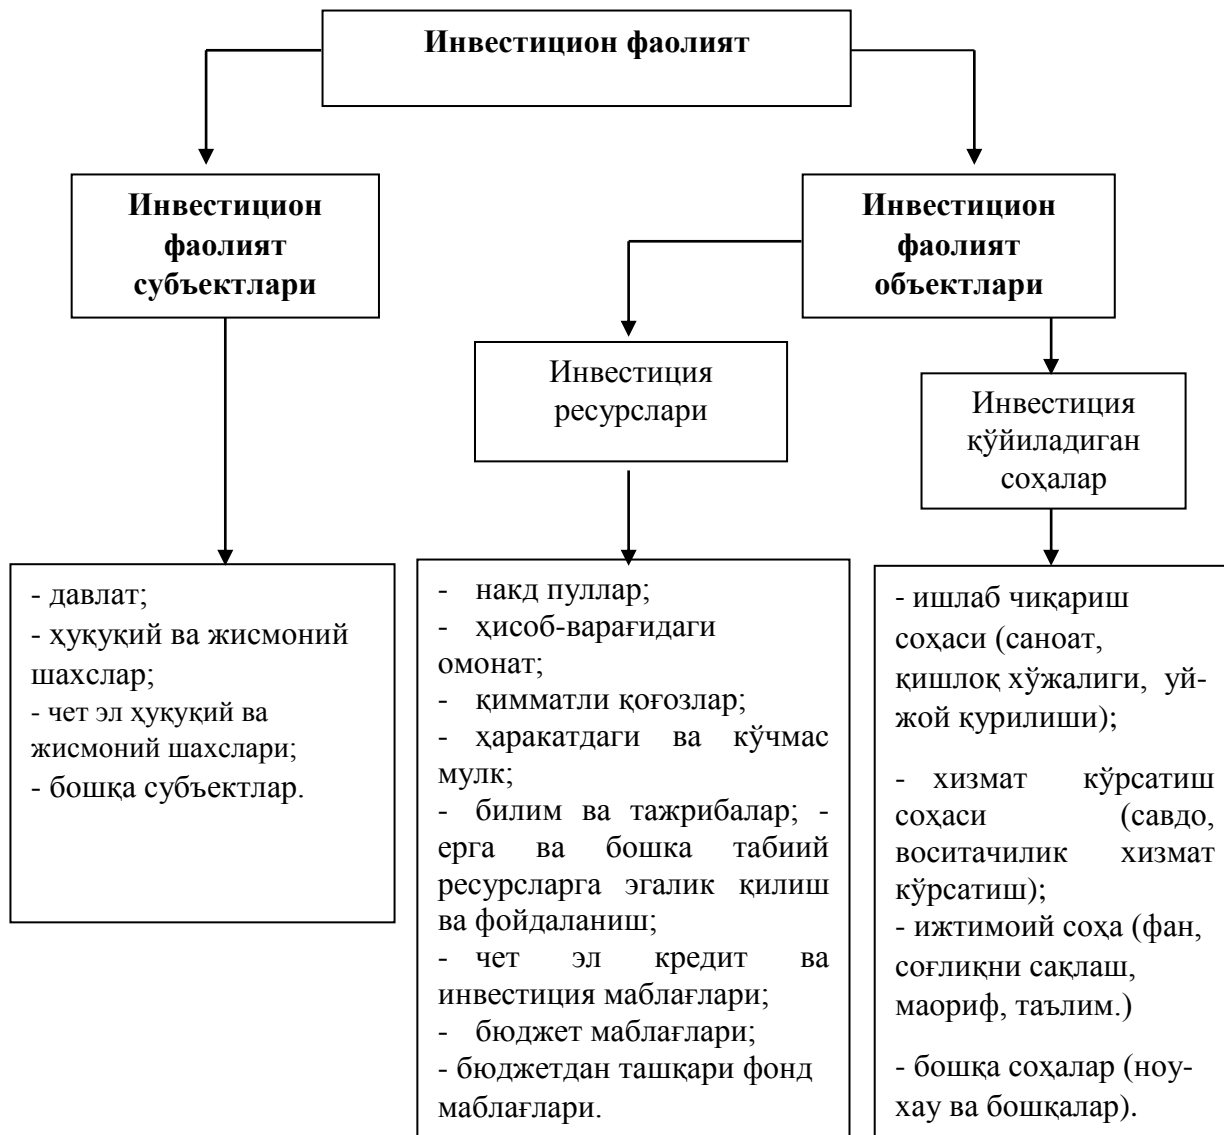 Инвестицион фаолият
Инвестицион
фаолият
субъектлари
Инвестицион
фаолият
объектлари
Инвестиция
ресурслари
Инвестиция
қўйиладиган
соҳалар
- давлат;
- ҳуқуқий ва жисмоний
шахслар;
- чет эл ҳуқуқий ва
жисмоний шахслари;
- бошқа субъектлар.
- накд пуллар;
- ҳисоб-варағидаги
омонат;
- қимматли қоғозлар;
- ҳаракатдаги ва кўчмас
мулк;
- билим ва тажрибалар; -
ерга ва бошка табиий
ресурсларга эгалик қилиш
ва фойдаланиш;
- чет эл кредит ва
инвестиция маблағлари;
- бюджет маблағлари;
- бюджетдан ташқари фонд
маблағлари.
- ишлаб чиқариш
соҳаси (саноат,
қишлоқ хўжалиги, уй-
жой қурилиши);
- хизмат кўрсатиш
соҳаси (савдо,
воситачилик хизмат
кўрсатиш);
- ижтимоий соҳа (фан,
соғлиқни сақлаш,
маориф, таълим.)
- бошқа соҳалар (ноу-
хау ва бошқалар).